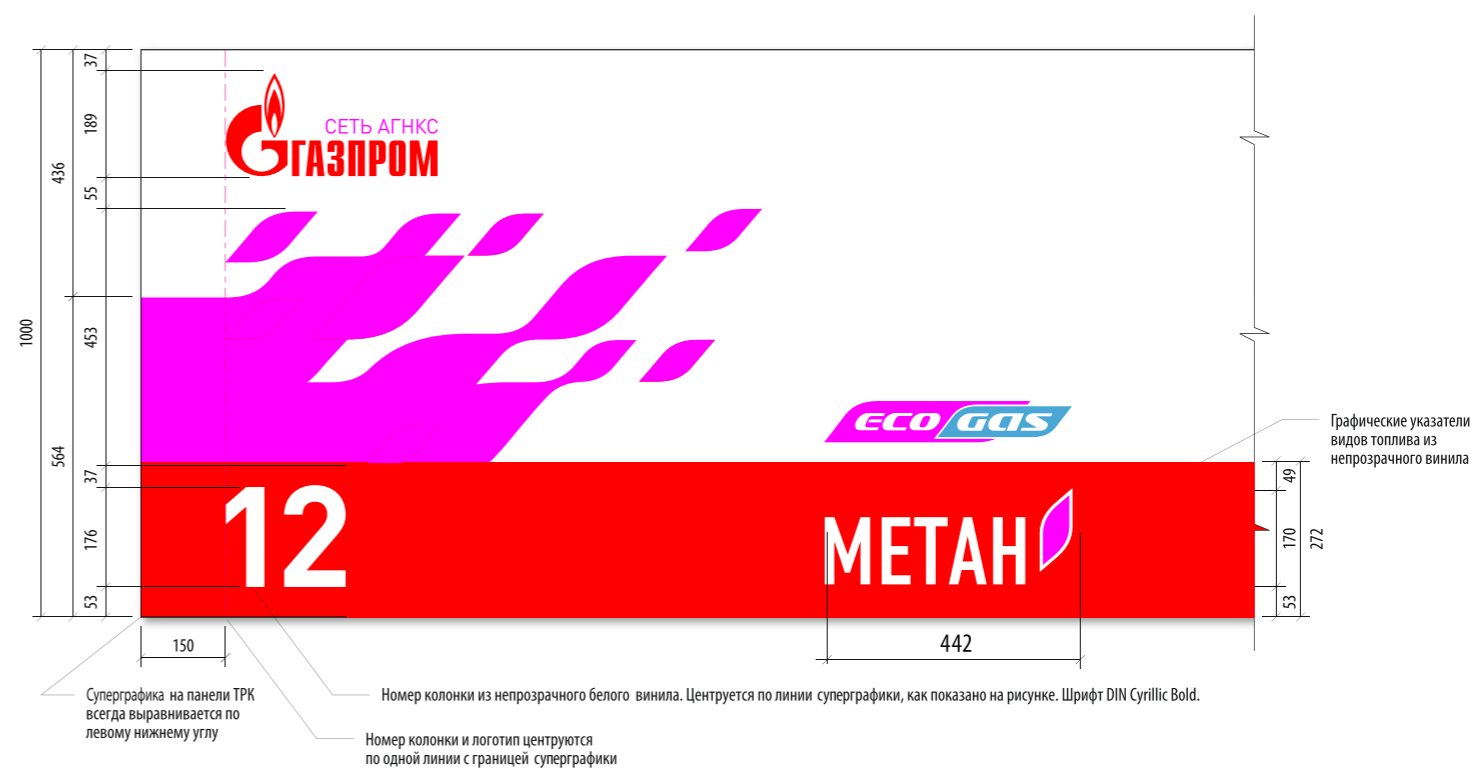 37
189
436
55
1000
453
564
37
176
53
СЕТЬ АГНКС
ГАЗПРОМ
ECO GAS
12
МЕТАН
Графические указатели
видов топлива из
непрозрачного винила
49
170
272
53
150
442
Суперграфика на панели ТРК
всегда выравнивается по
левому нижнему углу
Номер колонки из непрозрачного белого винила. Центруется по линии суперграфики, как показано на рисунке. Шрифт DIN Cyrillic Bold.
Номер колонки и логотип центруются
по одной линии с границей суперграфики